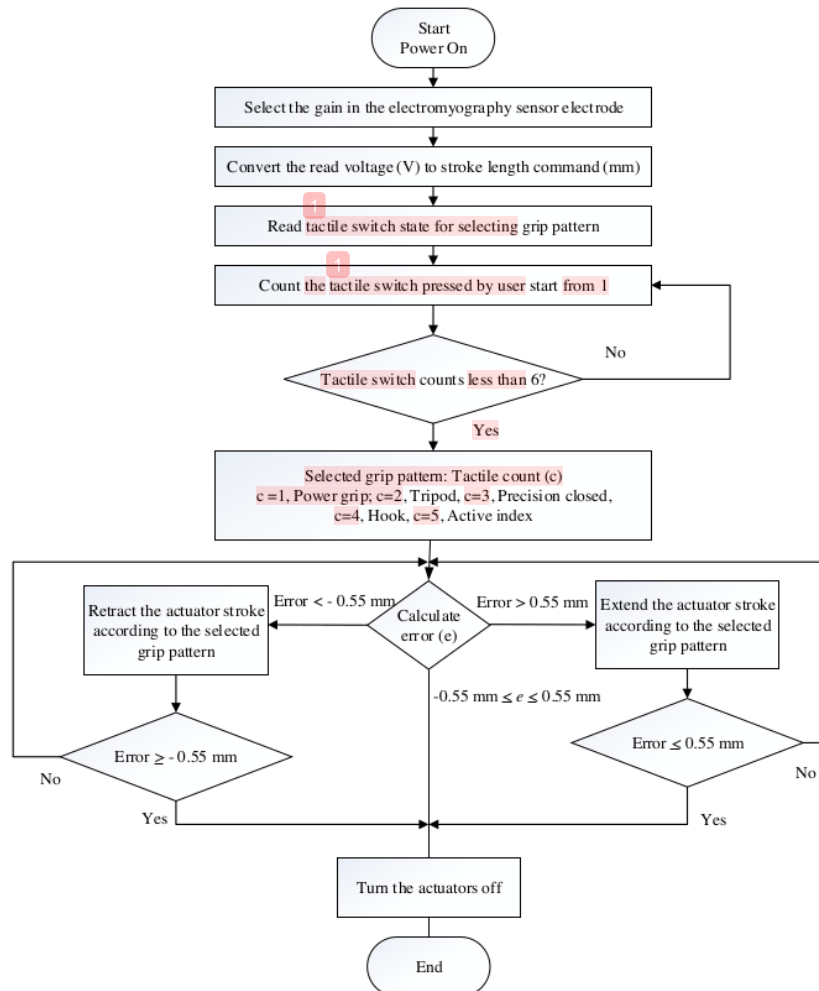 Start
Power On
Select the gain in the electromyography sensor electrode
Convert the read voltage (V) to stroke length command (mm)
1
Read tactile switch state for selecting grip pattern
1
Count the tactile switch pressed by user start from 1
No
Tactile switch counts less than 6?
Yes
Selected grip pattern: Tactile count (c)
c =1, Power grip; c=2, Tripod, c=3, Precision closed,
c=4, Hook, c=5, Active index
Retract the actuator stroke
according to the selected
grip pattern
Error < - 0.55 mm
Calculate
error (e)
Error > 0.55 mm
Extend the actuator stroke
according to the selected
grip pattern
-0.55 mm ≤ e ≤ 0.55 mm
Error ≥ - 0.55 mm
Error ≤ 0.55 mm
No
No
Yes
Yes
Turn the actuators off
End